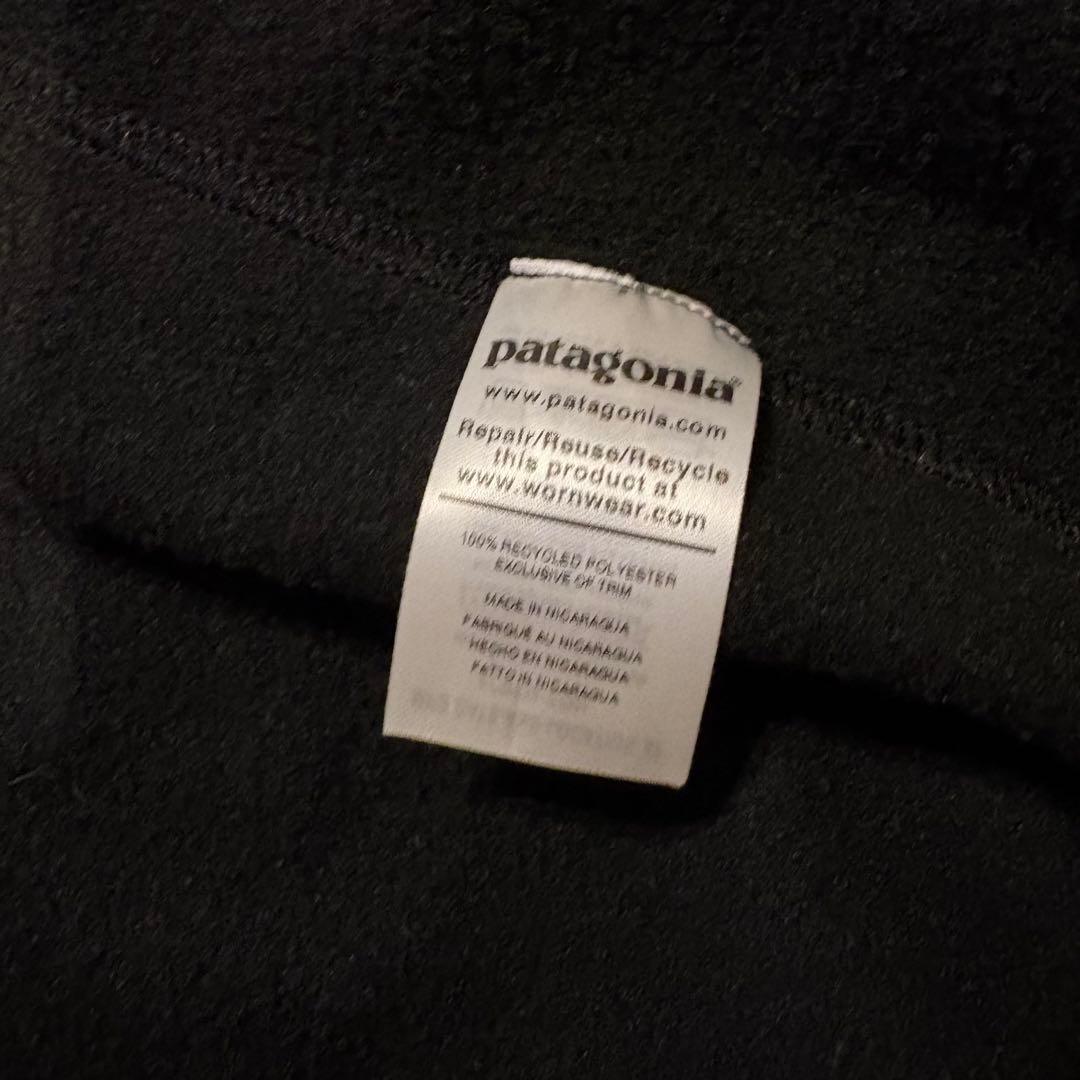 patagonia®
www.patagonia.com
Repair/Reuse/Recycle
this product at
www.wornwear.com
100% RECYCLED POLYESTER
EXCLUSIVE OF TRIM
MADE IN NICARAGUA
FABRIQUÉ AU NICARAGUA
HECHO EN NICARAGUA
FATTO IN NICARAGUA